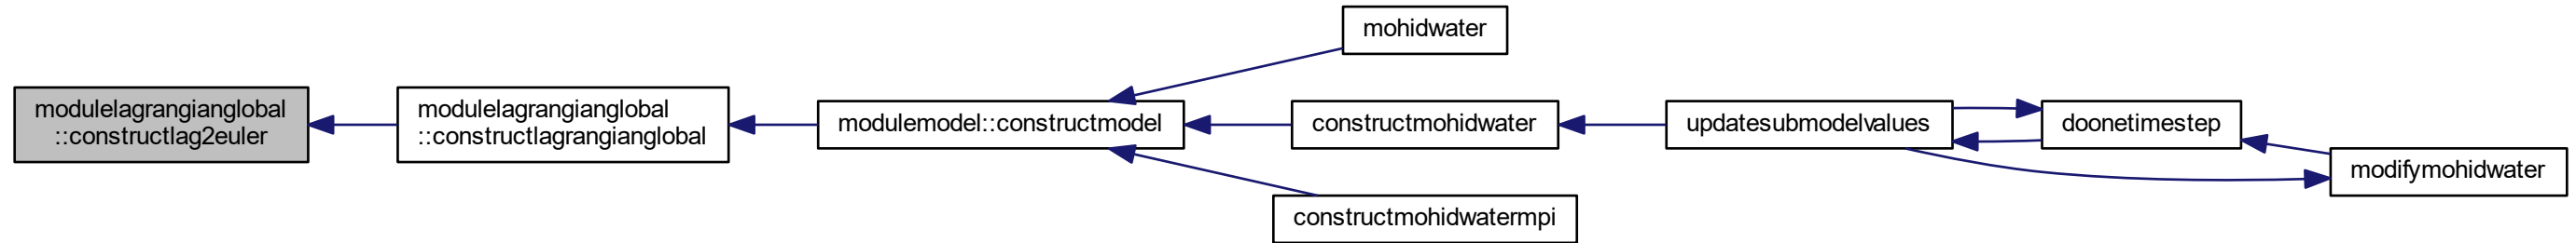 modulelagrangianglobal
::constructlag2euler
modulelagrangianglobal
::constructlagrangianglobal
modulemodel::constructmodel
mohidwater
constructmohidwater
constructmohidwatermpi
updatesubmodelvalues
doonetimestep
modifymohidwater